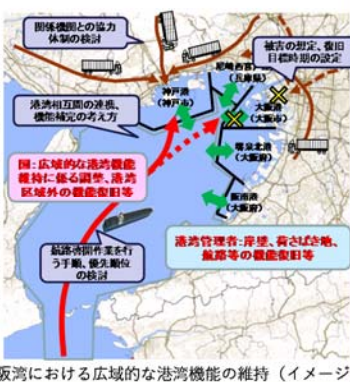 関係機関との協力
体制の検討
被害の想定、復旧
目標時期の設定
尼崎西宮芦屋港
(兵庫県)
神戸港
(神戸市)
大阪港
(大阪市)
港湾相互間の連携、
機能補完の考え方
堺泉北港
(大阪府)
国:広域的な港湾機能
維持に係る調整、港湾
区域外の機能復旧等
阪南港
(大阪府)
港湾管理者:岸壁、荷さばき地、
航路等の機能復旧等
航路啓開作業を行
う手順、優先順位
の検討
阪湾における広域的な港湾機能の維持(イメージ